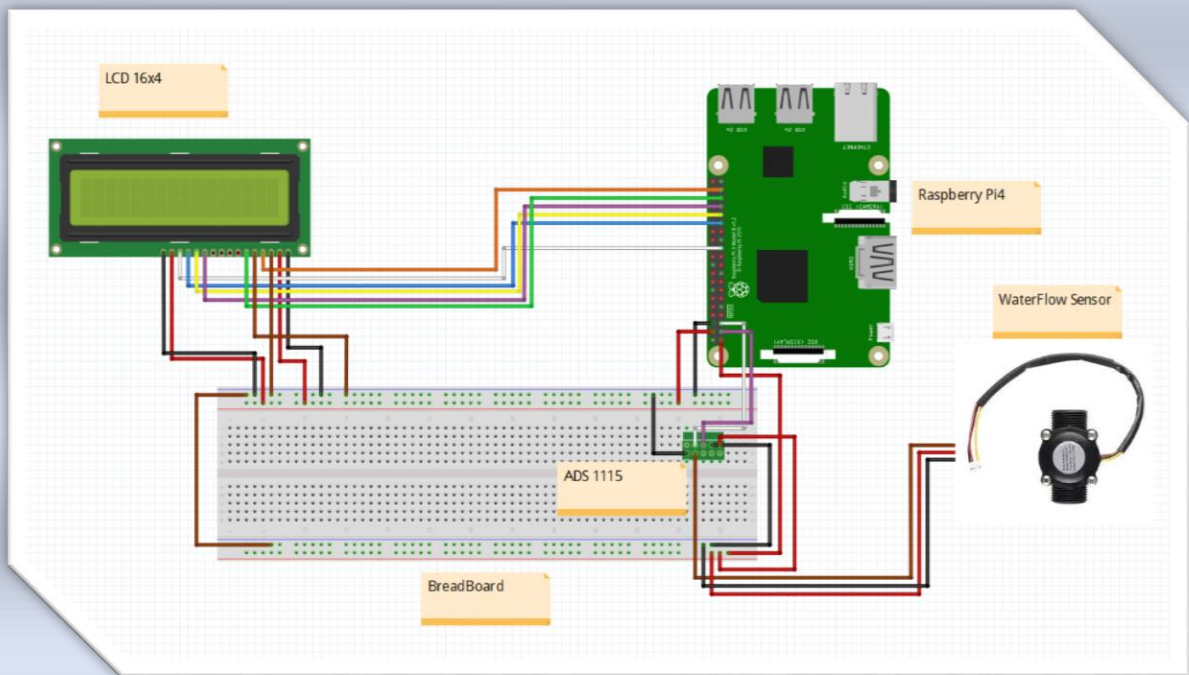 LCD 16x4
Raspberry Pi4
WaterFlow Sensor
ADS 1115
BreadBoard